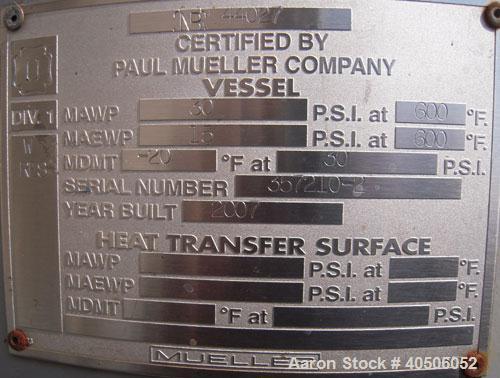 NB 44027
CERTIFIED BY
PAUL MUELLER COMPANY
VESSEL
U
DIV. 1 MAWP 30 P.S.I. at 600 °F.
W MAEWP 15 P.S.I. at 600 °F.
MDMT -20 °F at 30 P.S.I.
SERIAL NUMBER 357210-2
YEAR BUILT 2007
HEAT TRANSFER SURFACE
MAWP P.S.I. at °F.
MAEWP P.S.I. at °F.
MDMT °F at P.S.I.
MUELLER
Aaron Stock # 40506052